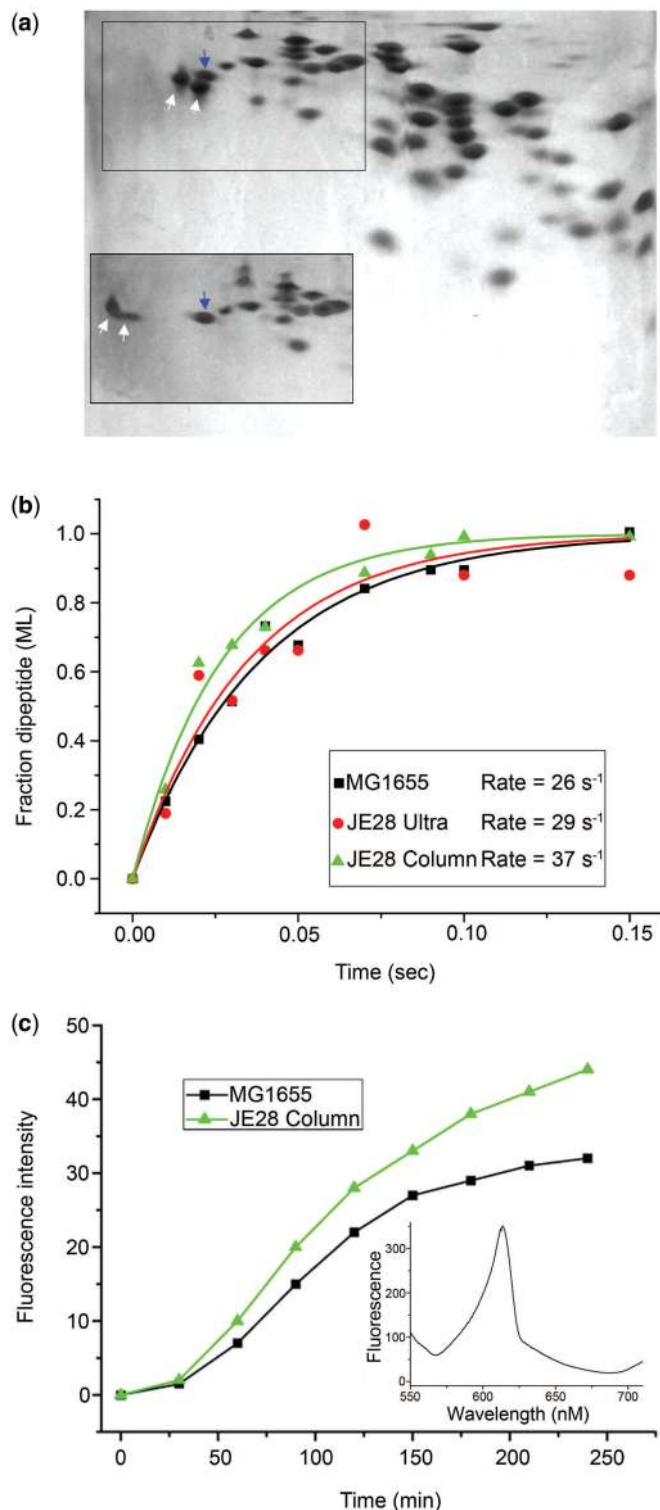 (a)
(b)
1.0
0.8
0.6
0.4
0.2
0.0
Fraction dipeptide (ML)
MG1655 Rate = 26 s-1
JE28 Ultra Rate = 29 s-1
JE28 Column Rate = 37 s-1
0.00 0.05 0.10 0.15
Time (sec)
(c)
50
40
30
20
10
0
Fluorescence intensity
MG1655
JE28 Column
300
200
100
0
Fluorescence
550 600 650 700
Wavelength (nM)
0 50 100 150 200 250
Time (min)